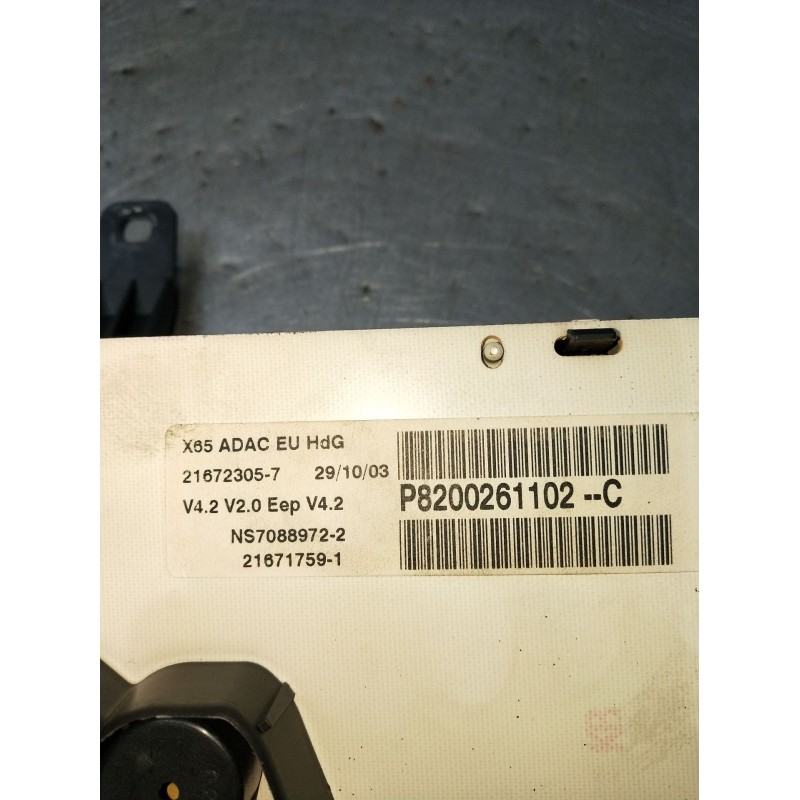 X65 ADAC EU HdG
21672305-7 29/10/03
V4.2 V2.0 Eep V4.2
NS7088972-2
21671759-1
P8200261102 --C